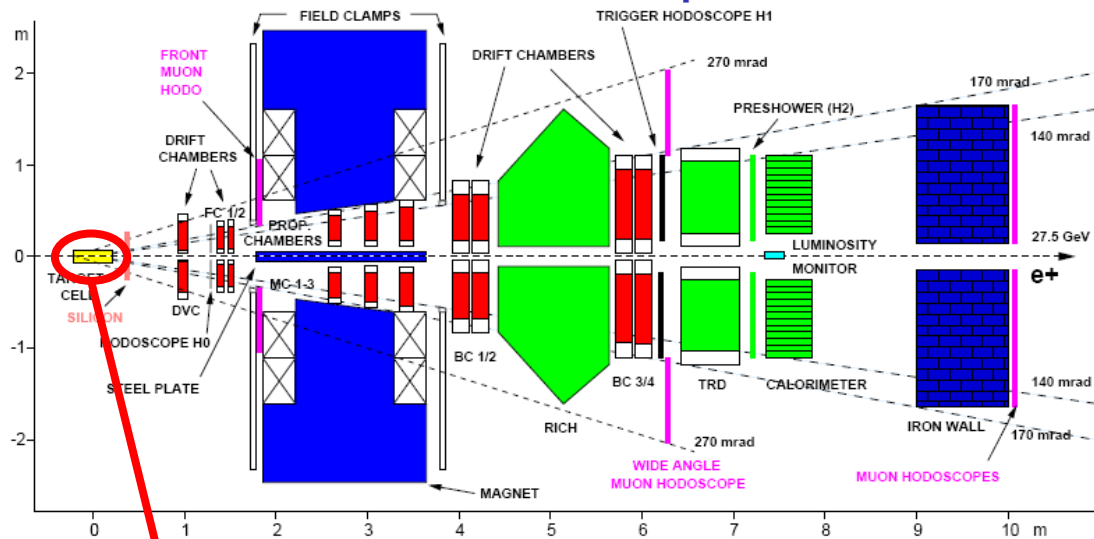 FIELD CLAMPS
TRIGGER HODOSCOPE H1
m
FRONT
MUON
HODO
DRIFT CHAMBERS
270 mrad
170 mrad
2
PRESHOWER (H2)
DRIFT
CHAMBERS
140 mrad
1
FC 1/2
PROP.
CHAMBERS
27.5 GeV
0
LUMINOSITY
MONITOR
e+
TARGET
CELL
SILICON
DVC
MC 1-3
HODOSCOPE H0
BC 1/2
BC 3/4
TRD
CALORIMETER
-1
STEEL PLATE
140 mrad
RICH
IRON WALL
170 mrad
-2
270 mrad
WIDE ANGLE
MUON HODOSCOPE
MUON HODOSCOPES
MAGNET
0 1 2 3 4 5 6 7 8 9 10 m